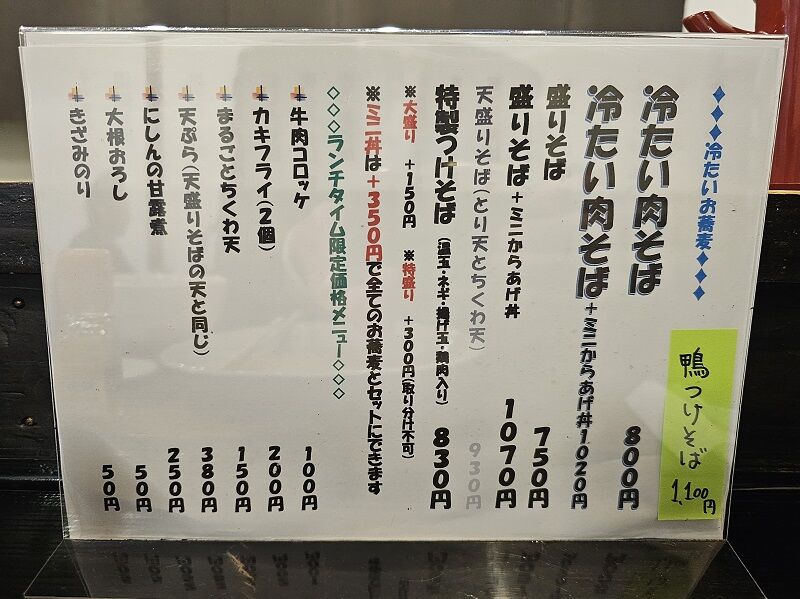 ◆◆◆冷たいお蕎麦◆◆◆
冷たい肉そば 800円
冷たい肉そば+ミニからあげ丼1020円
盛りそば 750円
盛りそば+ミニからあげ丼 1070円
天盛りそば(とり天とちくわ天) 930円
特製つけそば(温玉・ネギ・揚げ玉・鶏肉入り) 830円
※大盛り +150円 ※特盛り +300円(取り分け不可)
※ミニ丼は+350円で全てのお蕎麦とセットにできます
◇◇◇ランチタイム限定価格メニュー◇◇◇
牛肉コロッケ 100円
カキフライ(2個) 200円
まるごとちくわ天 150円
天ぷら(天盛りそばの天と同じ) 380円
にしんの甘露煮 250円
大根おろし 50円
きざみのり 50円
鴨つけそば 1,100円